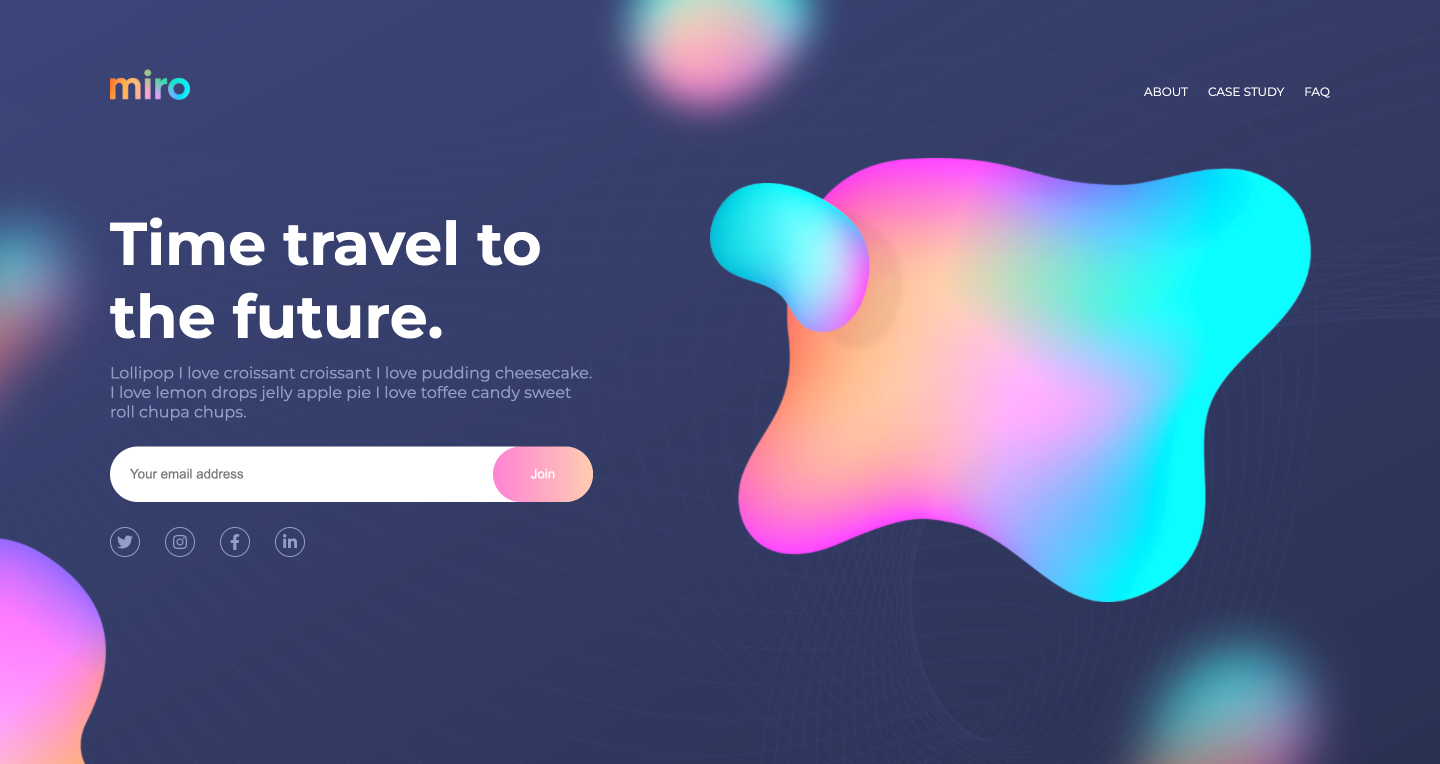 miro
ABOUT CASE STUDY FAQ
Time travel to
the future.
Lollipop I love croissant croissant I love pudding cheesecake.
I love lemon drops jelly apple pie I love toffee candy sweet
roll chupa chups.
Your email address
Join